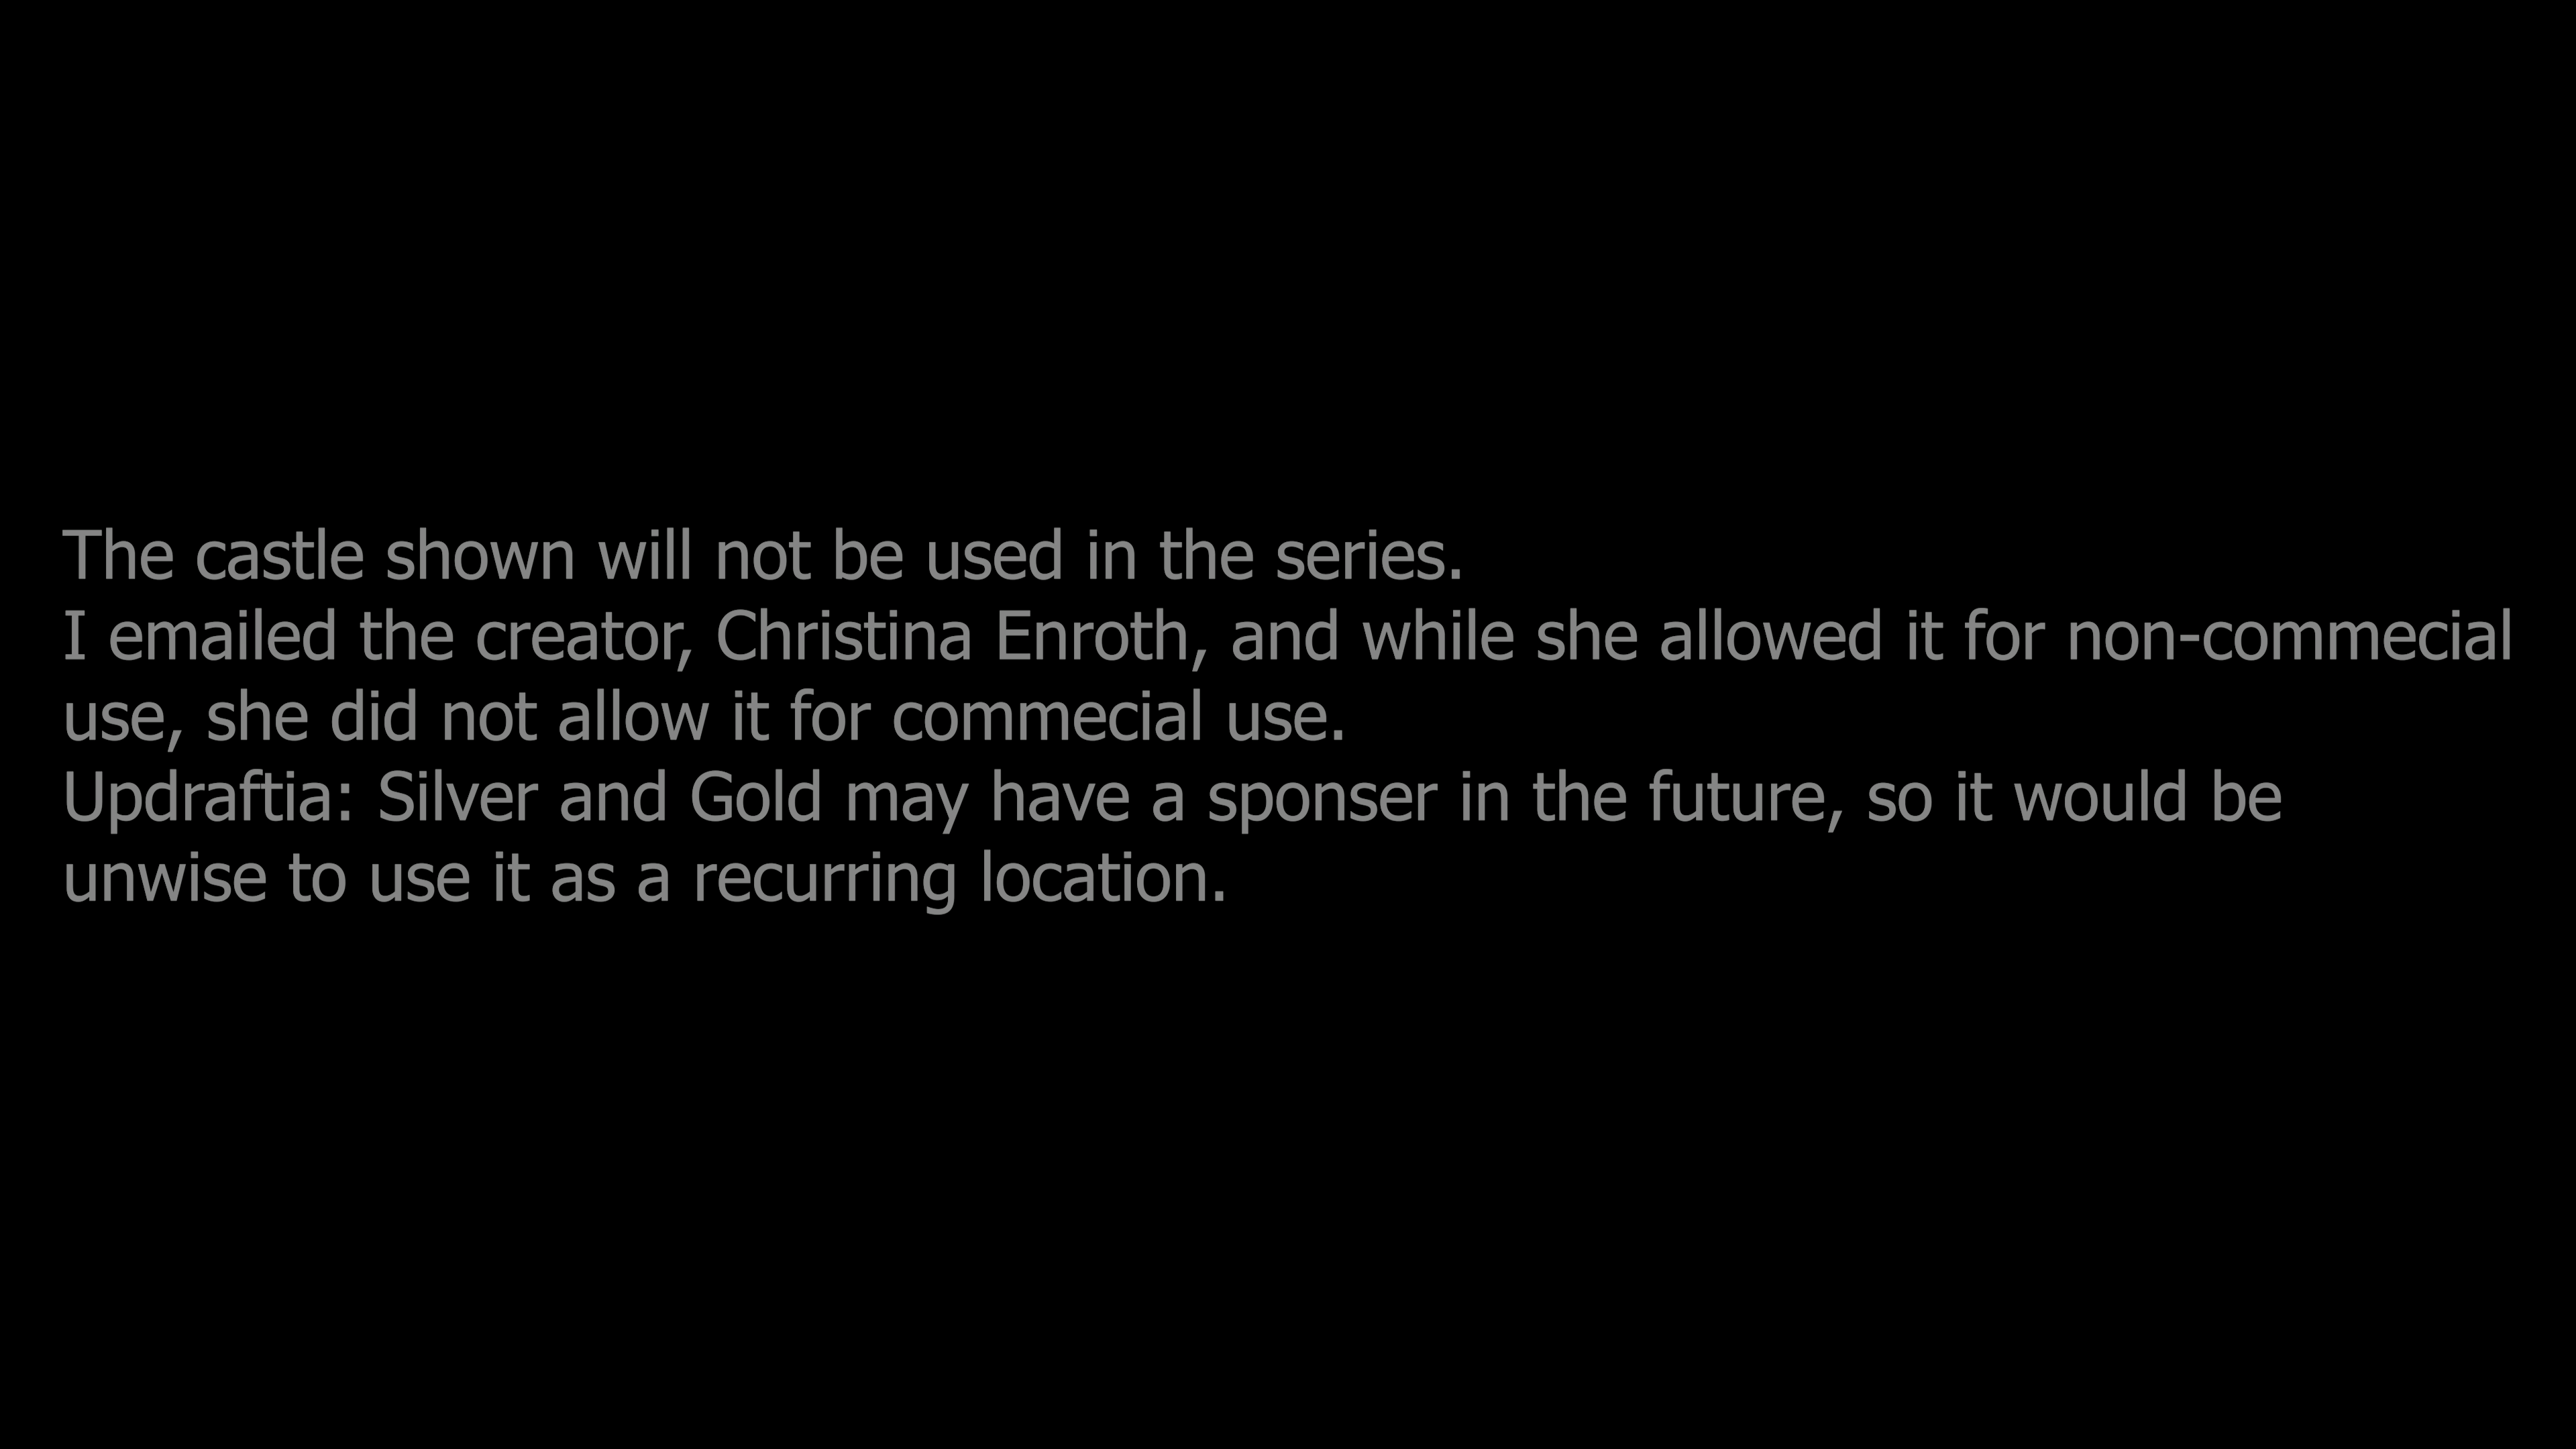 The castle shown will not be used in the series.
I emailed the creator, Christina Enroth, and while she allowed it for non-commecial
use, she did not allow it for commecial use.
Updraftia: Silver and Gold may have a sponser in the future, so it would be
unwise to use it as a recurring location.